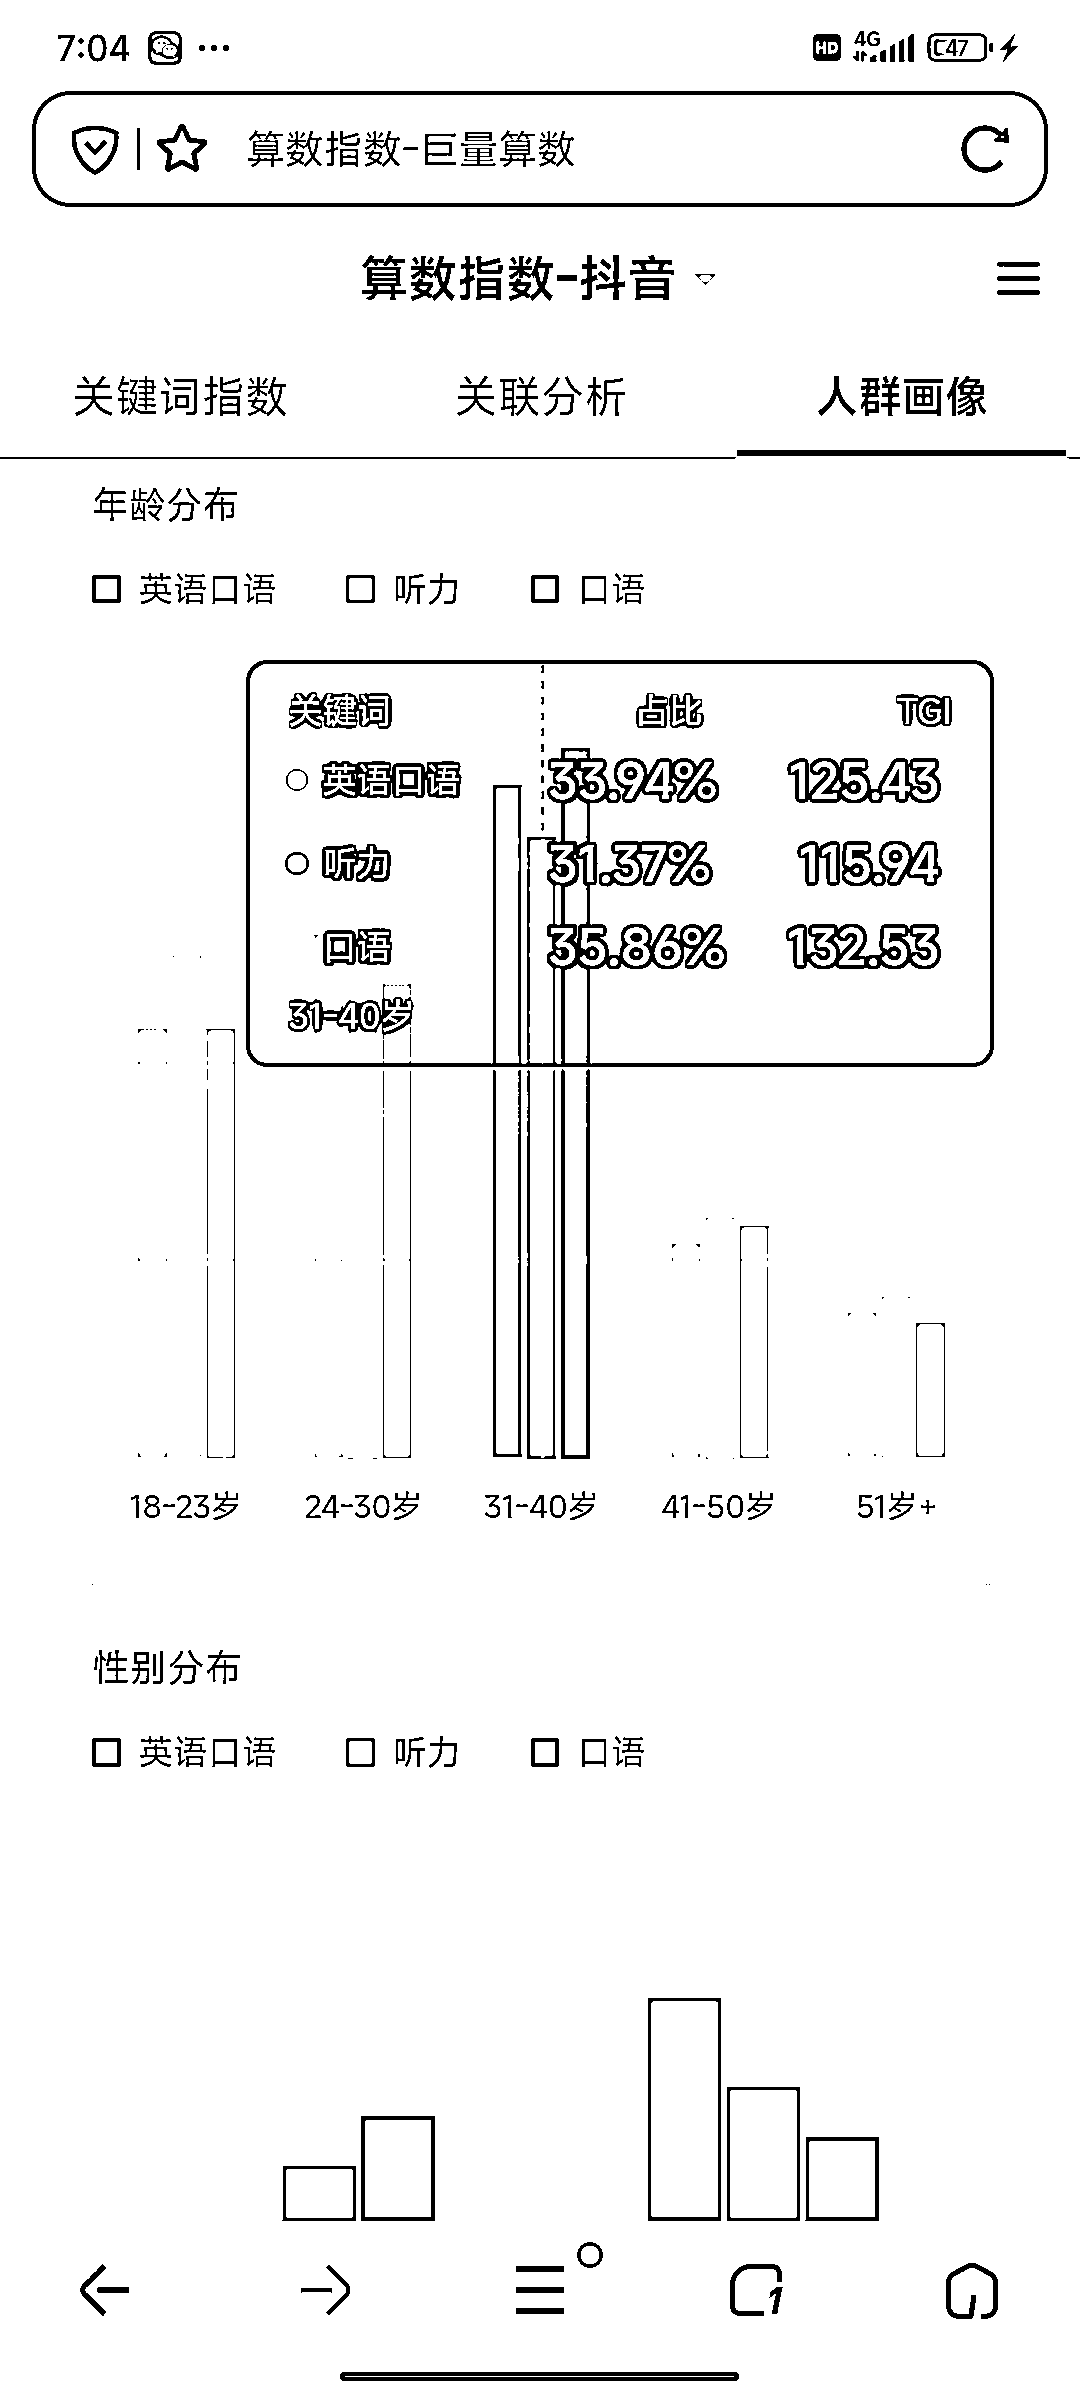 7:04 ... HD 4G 47
算数指数-巨量算数
算数指数-抖音
关键词指数 关联分析 人群画像
年龄分布
英语口语 听力 口语
关键词 占比 TGI
英语口语 33.94% 125.43
听力 31.37% 115.94
口语 35.86% 132.53
31-40岁
18-23岁 24-30岁 31-40岁 41-50岁 51岁+
性别分布
英语口语 听力 口语
1